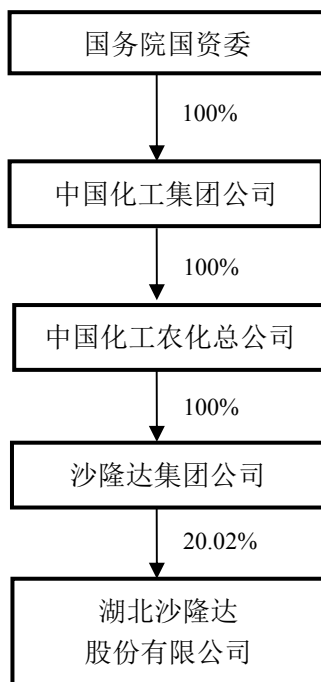 国务院国资委
100%
中国化工集团公司
100%
中国化工农化总公司
100%
沙隆达集团公司
20.02%
湖北沙隆达
股份有限公司